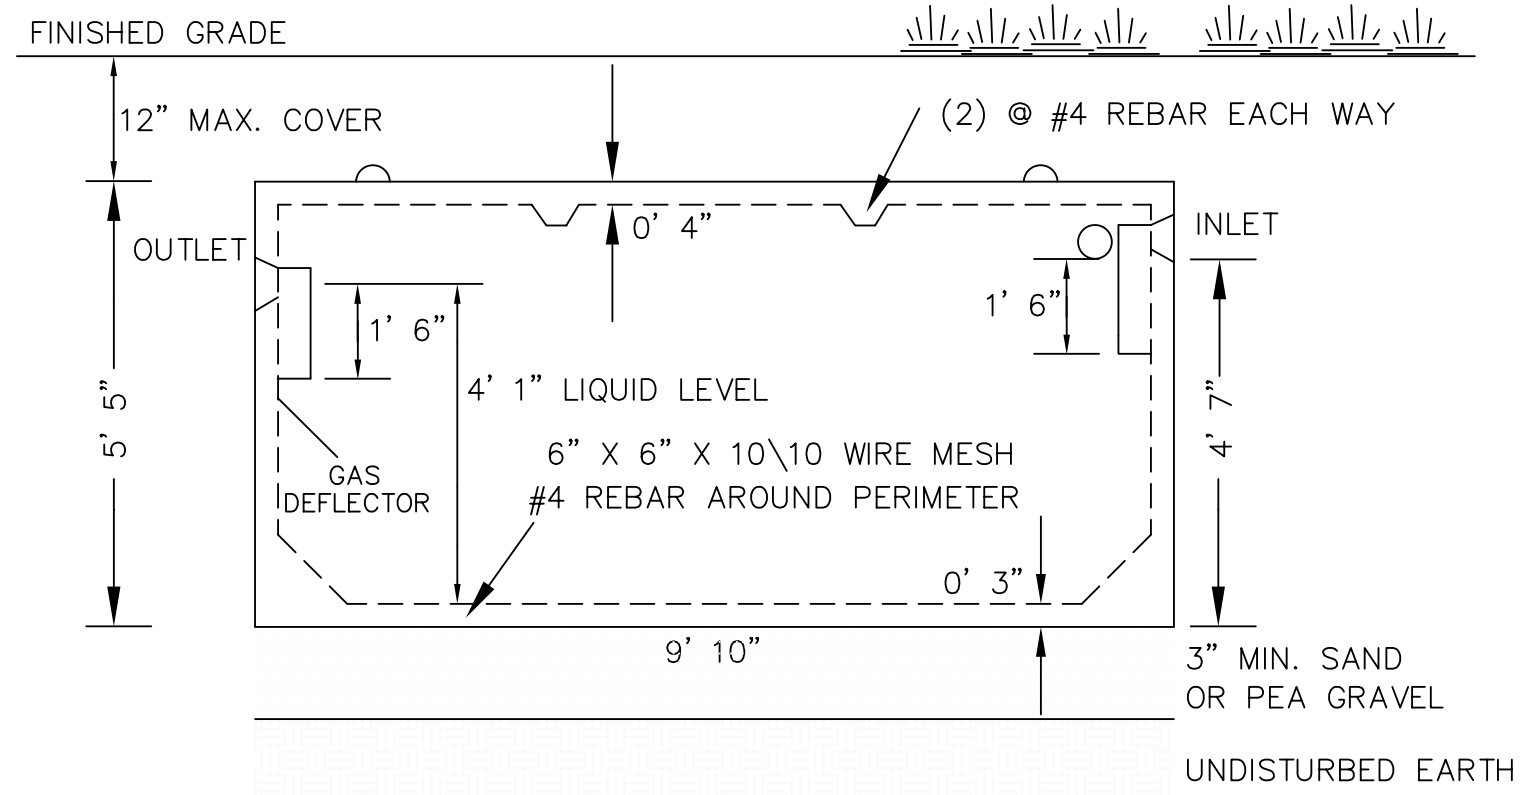 FINISHED GRADE
12” MAX. COVER
(2) @ #4 REBAR EACH WAY
0’ 4”
INLET
OUTLET
1’ 6”
1’ 6”
4’ 1” LIQUID LEVEL
5’ 5”
4’ 7”
6” X 6” X 10\10 WIRE MESH
#4 REBAR AROUND PERIMETER
GAS
DEFLECTOR
0’ 3”
9’ 10”
3” MIN. SAND
OR PEA GRAVEL
UNDISTURBED EARTH